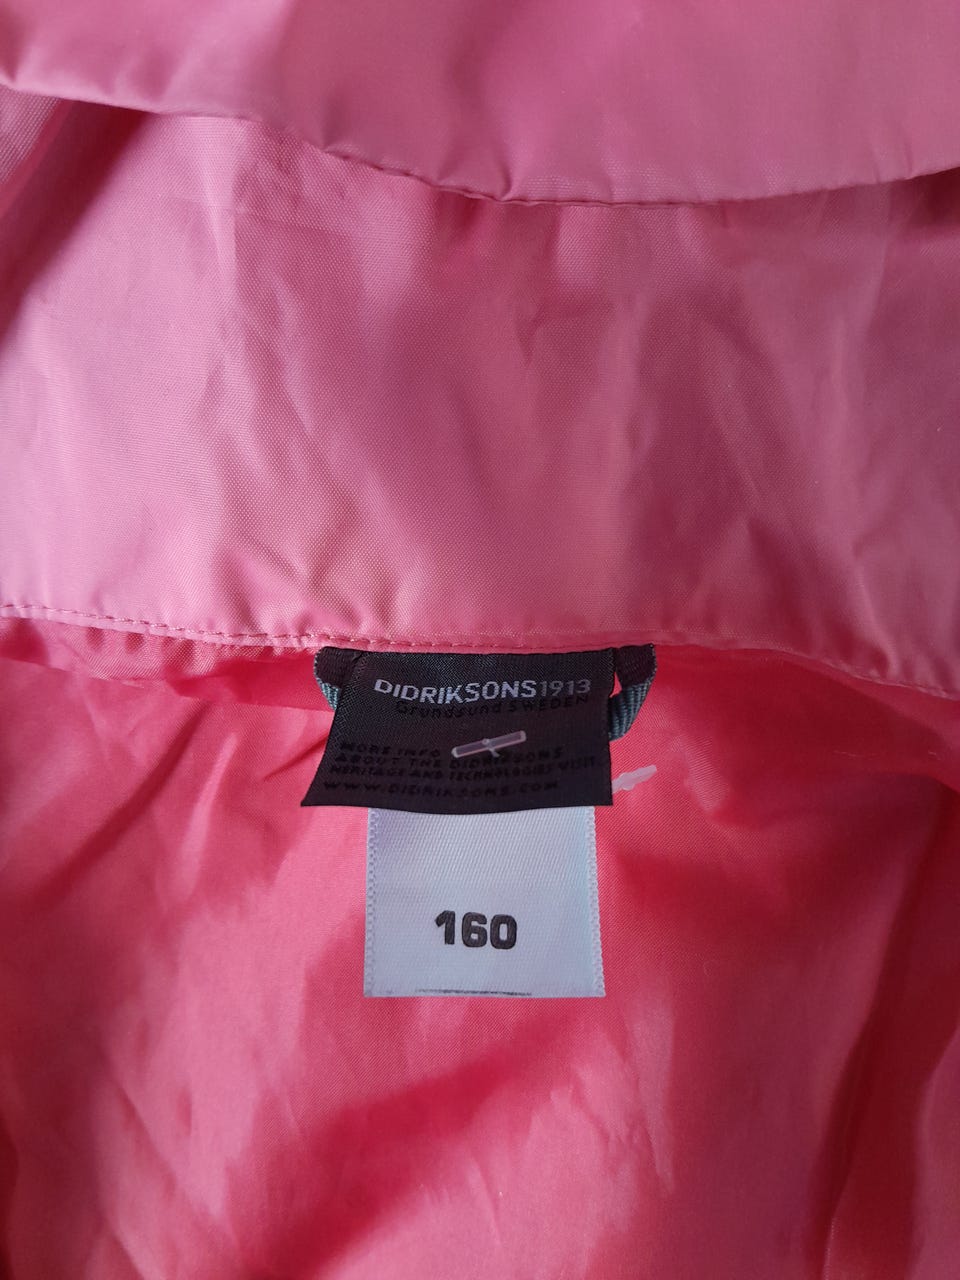 DIDRIKSONS1913
Grundsund SWEDEN
MORE INFO
ABOUT THE DIDRIKSONS
HERITAGE AND TECHNOLOGIES VISIT
WWW.DIDRIKSONS.COM
160